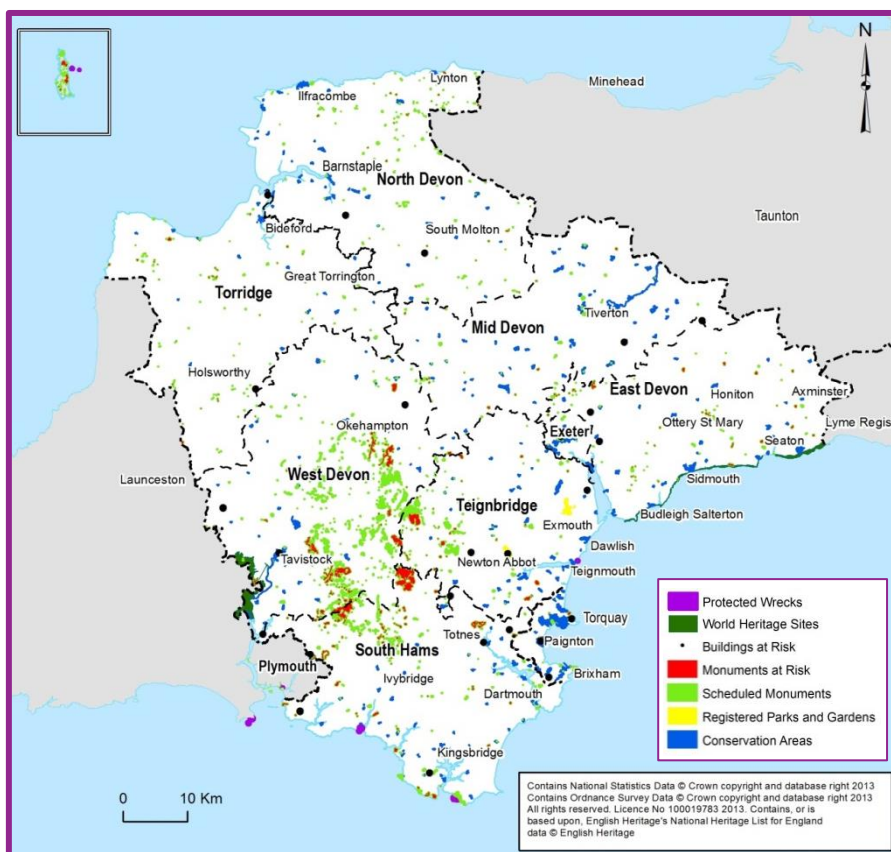 N
Lynton
Minehead
Ilfracombe
Barnstaple
North Devon
Taunton
Bideford
South Molton
Great Torrington
Torridge
Mid Devon
Tiverton
Holsworthy
East Devon
Honiton
Axminster
Okehampton
Ottery St Mary
Lyme Regis
Exeter
Seaton
West Devon
Launceston
Sidmouth
Teignbridge
Budleigh Salterton
Exmouth
Dawlish
Tavistock
Newton Abbot
Teignmouth
Torquay
Totnes
Paignton
South Hams
Plymouth
Ivybridge
Brixham
Dartmouth
Kingsbridge
0 10 Km
Protected Wrecks
World Heritage Sites
Buildings at Risk
Monuments at Risk
Scheduled Monuments
Registered Parks and Gardens
Conservation Areas
Contains National Statistics Data © Crown copyright and database right 2013
Contains Ordnance Survey Data © Crown copyright and database right 2013
All rights reserved. Licence No 100019783 2013. Contains, or is
based upon, English Heritage's National Heritage List for England
data © English Heritage